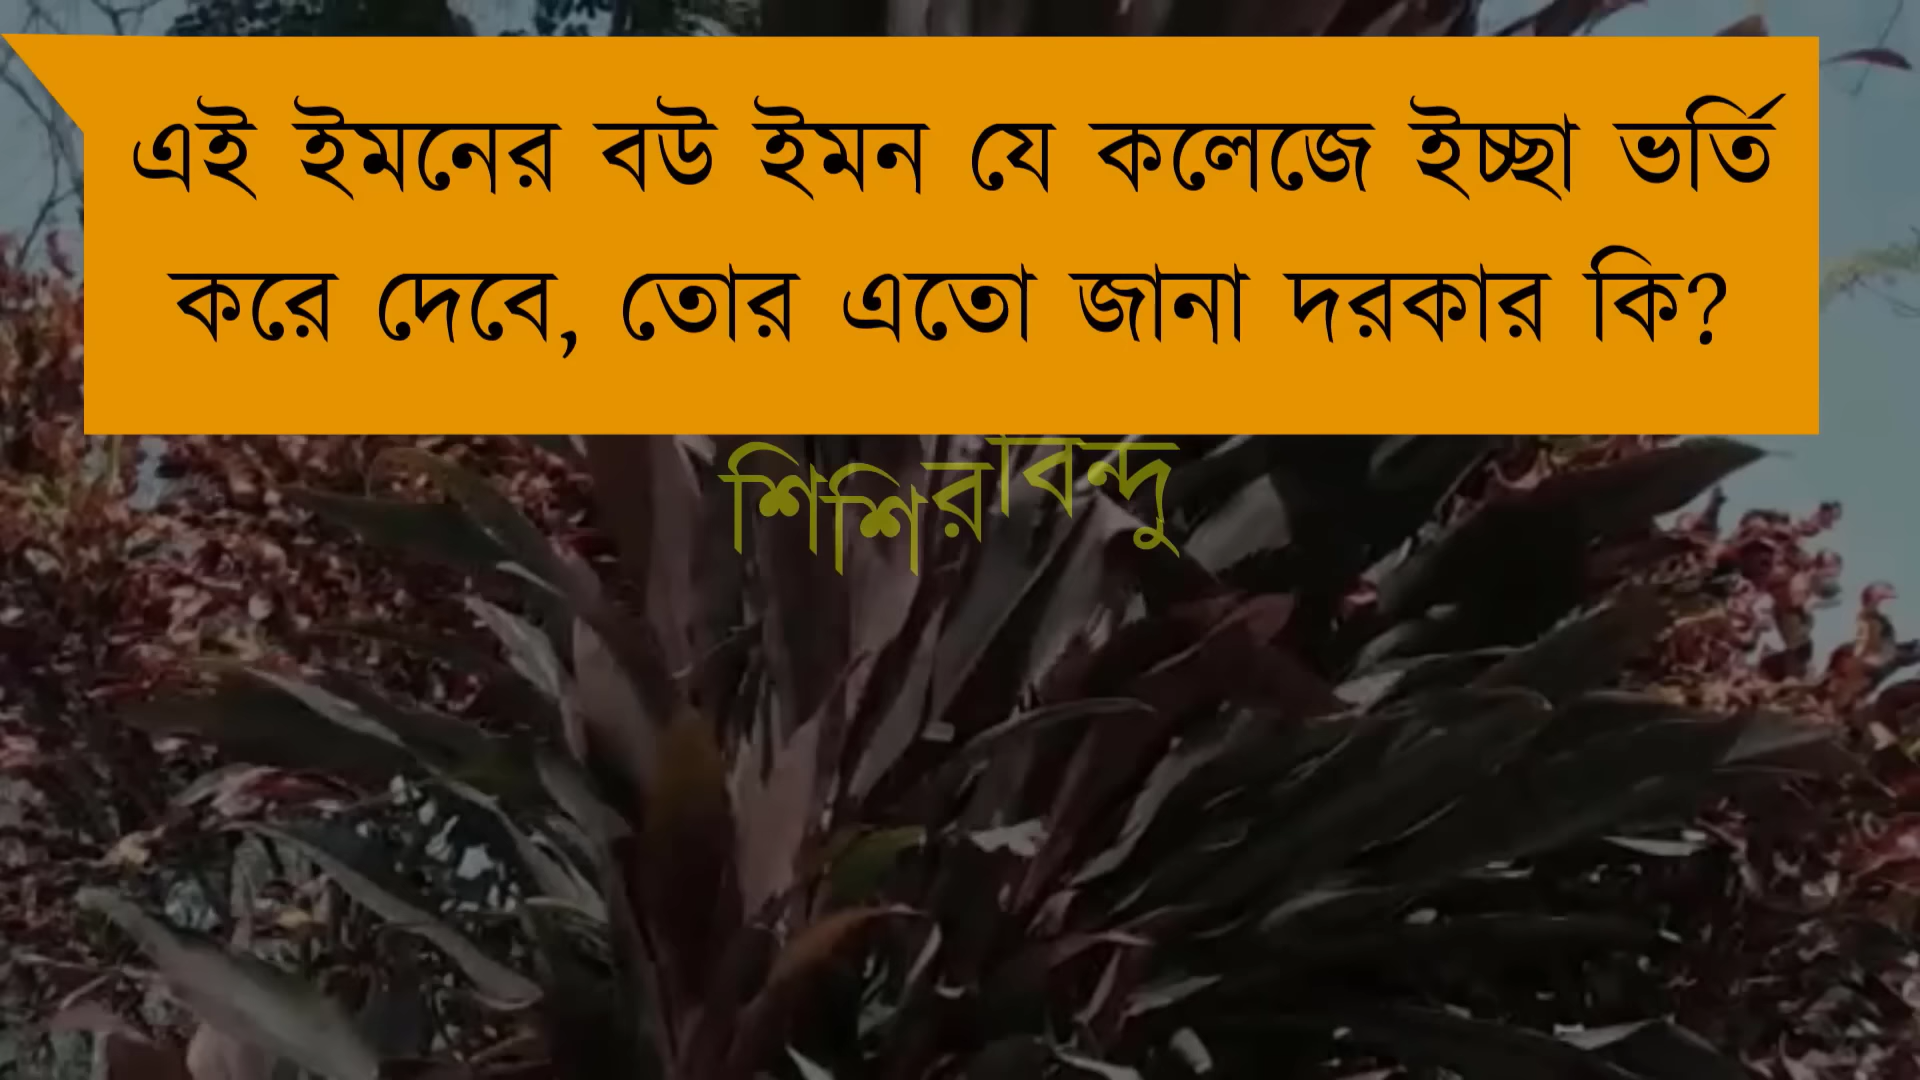 এই ইমনের বউ ইমন যে কলেজে ইচ্ছা ভর্তি
করে দেবে, তোর এতো জানা দরকার কি?
শিশিরবিন্দু